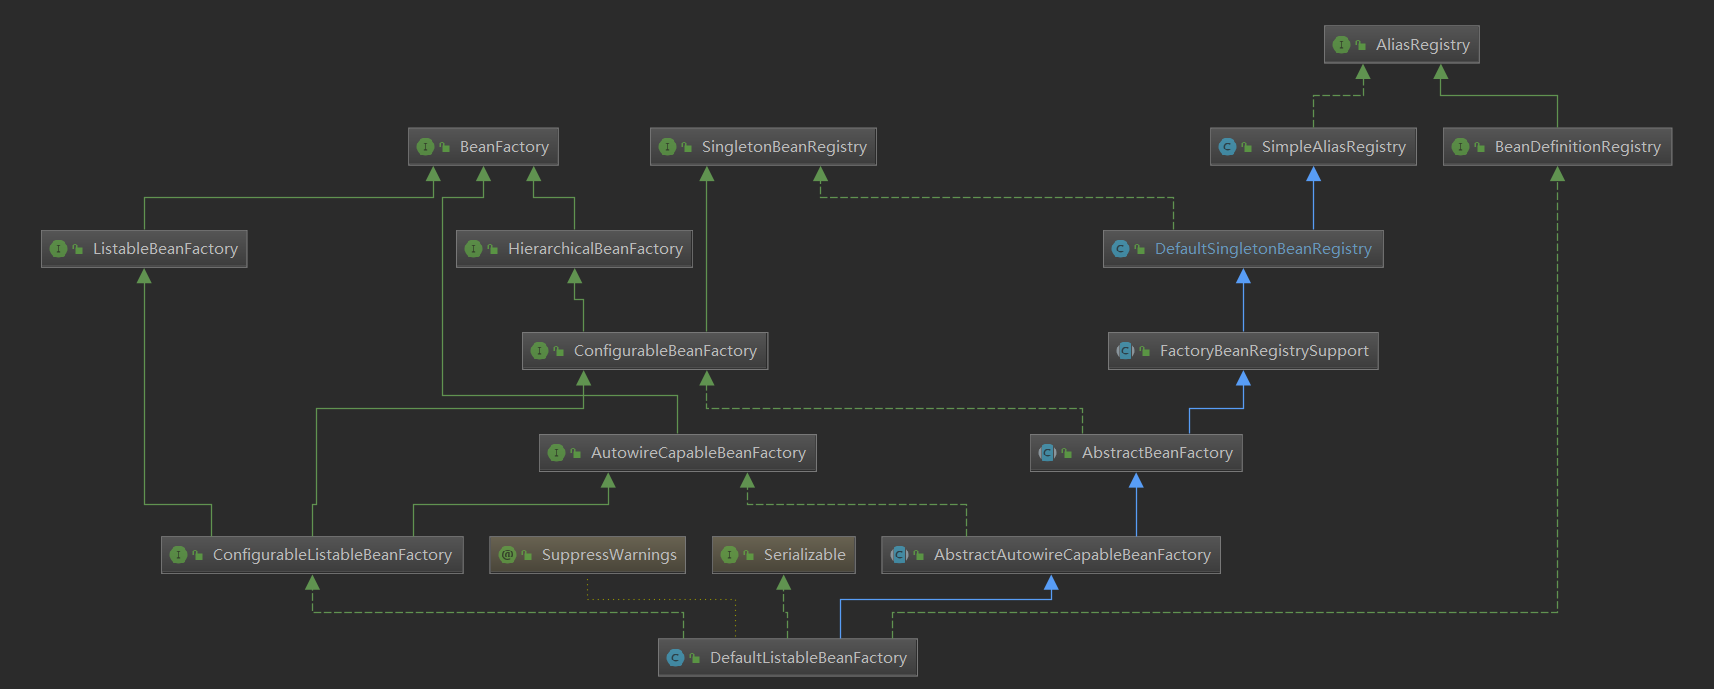 AliasRegistry
BeanFactory
SingletonBeanRegistry
SimpleAliasRegistry
BeanDefinitionRegistry
ListableBeanFactory
HierarchicalBeanFactory
DefaultSingletonBeanRegistry
ConfigurableBeanFactory
FactoryBeanRegistrySupport
AutowireCapableBeanFactory
AbstractBeanFactory
ConfigurableListableBeanFactory
SuppressWarnings
Serializable
AbstractAutowireCapableBeanFactory
DefaultListableBeanFactory